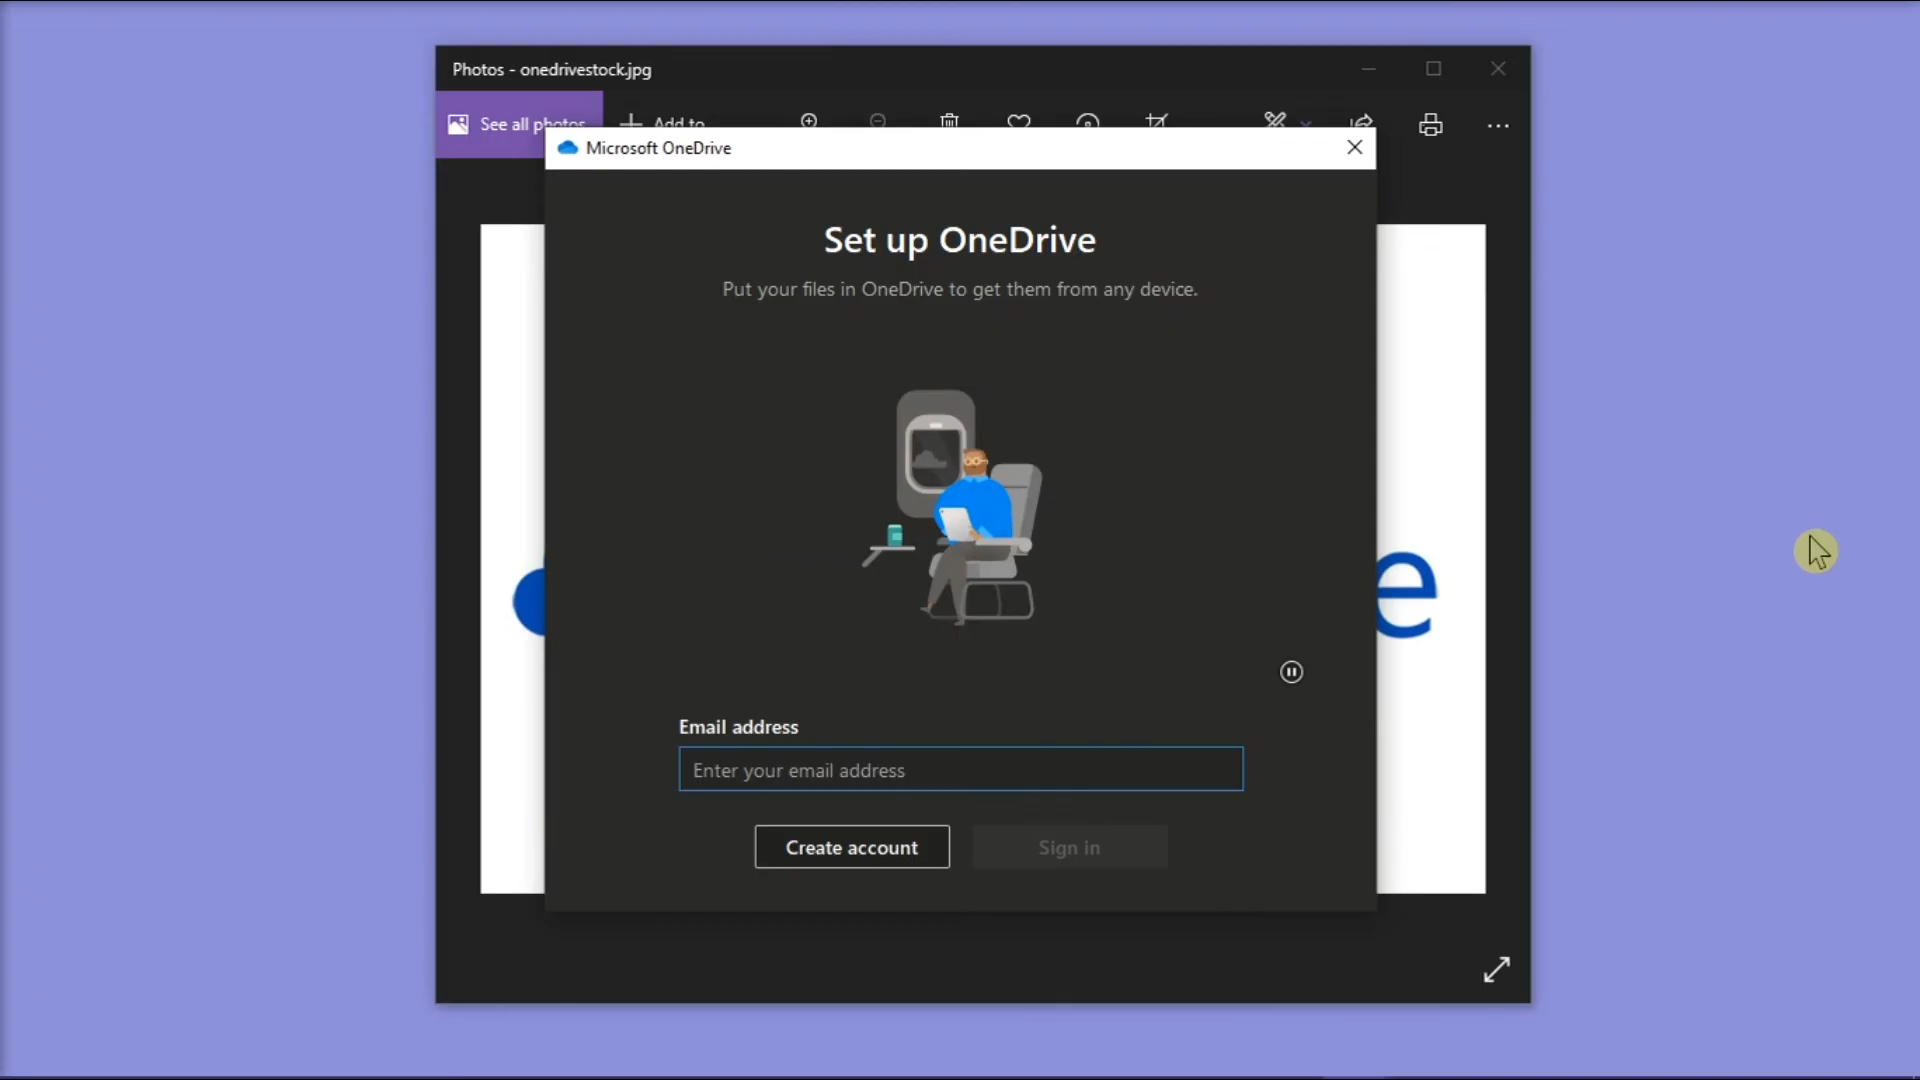 Photos - onedrivestock.jpg
See all photos
Add to
Microsoft OneDrive
Set up OneDrive
Put your files in OneDrive to get them from any device.
e
Email address
Enter your email address
Create account
Sign in